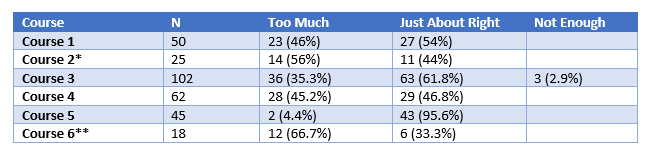 Course N Too Much Just About Right Not Enough
Course 1 50 23 (46%) 27 (54%)
Course 2* 25 14 (56%) 11 (44%)
Course 3 102 36 (35.3%) 63 (61.8%) 3 (2.9%)
Course 4 62 28 (45.2%) 29 (46.8%)
Course 5 45 2 (4.4%) 43 (95.6%)
Course 6** 18 12 (66.7%) 6 (33.3%)